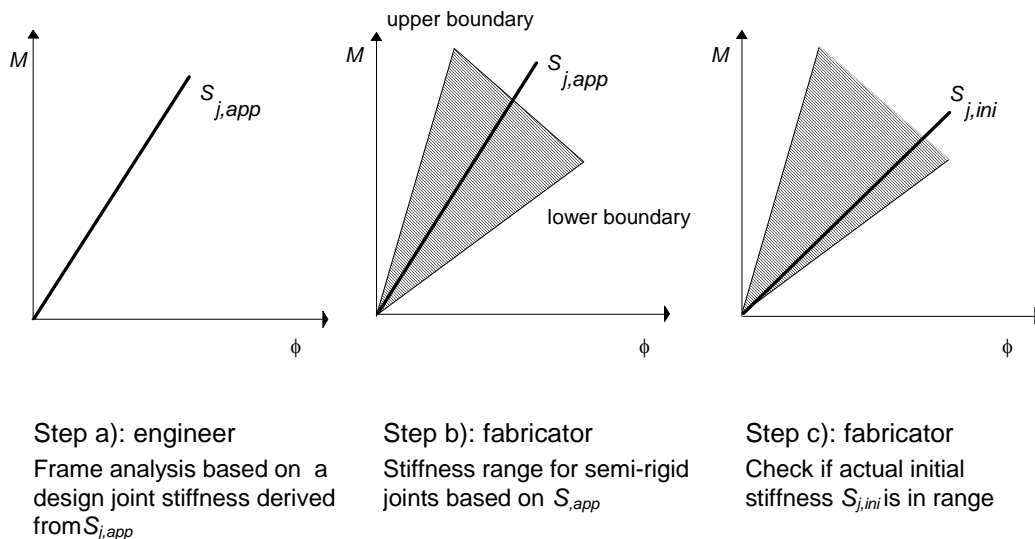 upper boundary
M
S j,app
ϕ
M
S j,app
lower boundary
ϕ
M
S j,ini
ϕ
Step a): engineer
Frame analysis based on a
design joint stiffness derived
fromS j,app
Step b): fabricator
Stiffness range for semi-rigid
joints based on S,app
Step c): fabricator
Check if actual initial
stiffness S j,ini is in range